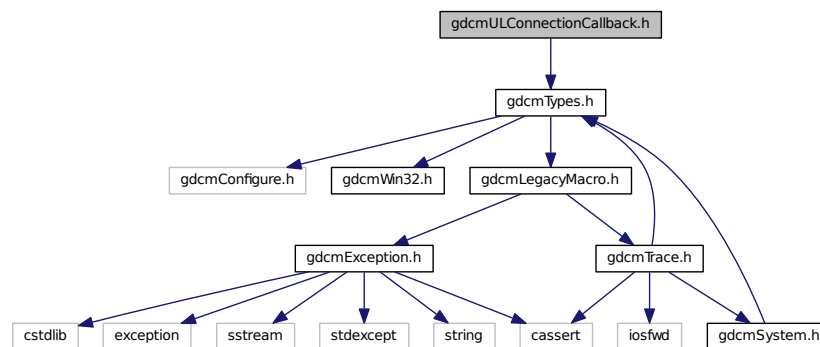 gdcmULConnectionCallback.h
gdcmTypes.h
gdcmConfigure.h
gdcmWin32.h
gdcmLegacyMacro.h
gdcmException.h
gdcmTrace.h
cstdlib
exception
sstream
stdexcept
string
cassert
iosfwd
gdcmSystem.h